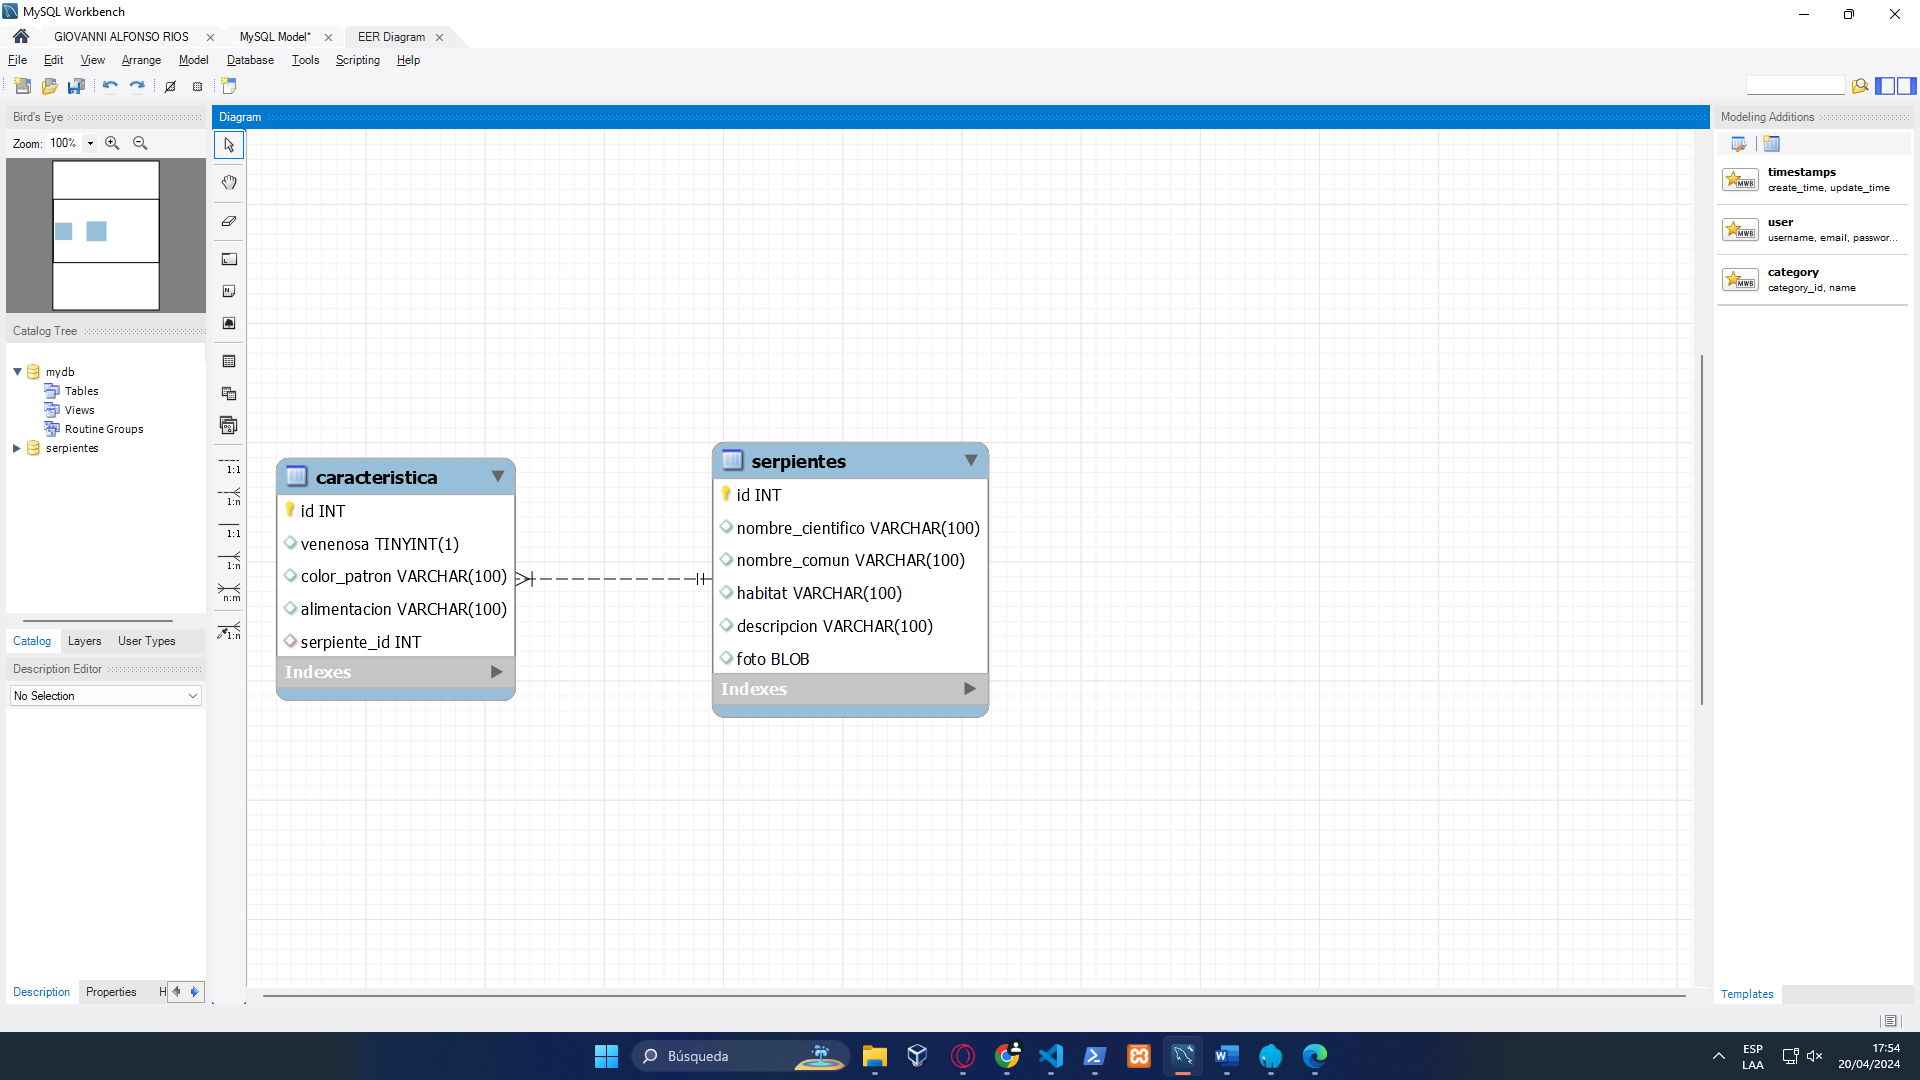 MySQL Workbench
GIOVANNI ALFONSO RIOS
MySQL Model*
EER Diagram
File Edit View Arrange Model Database Tools Scripting Help
Bird's Eye
Zoom: 100%
Catalog Tree
mydb
Tables
Views
Routine Groups
serpientes
Catalog Layers User Types
Description Editor
No Selection
Description Properties H
Diagram
1:1
1:n
1:1
1:n
n:m
1:n
caracteristica
id INT
venenosa TINYINT(1)
color_patron VARCHAR(100)
alimentacion VARCHAR(100)
serpiente_id INT
Indexes
serpientes
id INT
nombre_cientifico VARCHAR(100)
nombre_comun VARCHAR(100)
habitat VARCHAR(100)
descripcion VARCHAR(100)
foto BLOB
Indexes
Modeling Additions
MWB
timestamps
create_time, update_time
MWB
user
username, email, passwor...
MWB
category
category_id, name
Templates
Búsqueda
ESP
LAA
17:54
20/04/2024